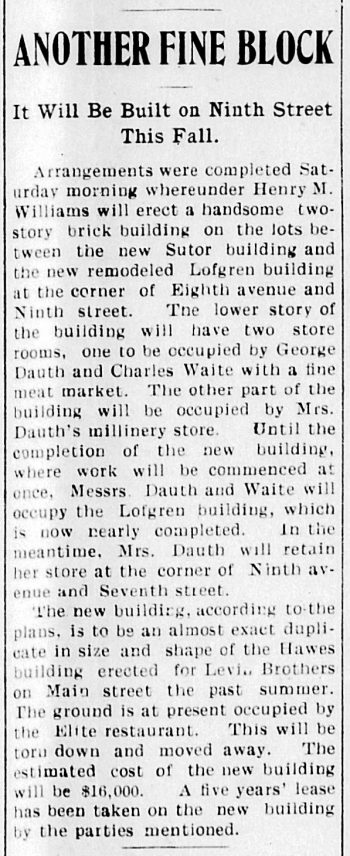 ANOTHER FINE BLOCK
It Will Be Built on Ninth Street
This Fall.
Arrangements were completed Sat-
urday morning whereunder Henry M.
Williams will erect a handsome two-
story brick building on the lots be-
tween the new Sutor building and
the new remodeled Lofgren building
at the corner of Eighth avenue and
Ninth street. Tne lower story of
the building will have two store
rooms, one to be occupied by George
Dauth and Charles Waite with a fine
meat market. The other part of the
building will be occupied by Mrs.
Dauth's millinery store. Until the
completion of the new building,
where work will be commenced at
once, Messrs. Dauth and Waite will
occupy the Lofgren building, which
is now nearly completed. In the
meantime, Mrs. Dauth will retain
her store at the corner of Ninth av-
enue and Seventh street.
The new building, according to the
plans, is to be an almost exact dupli-
cate in size and shape of the Hawes
building erected for Brothers
on Main street the past summer.
The ground is at present occupied by
the Elite restaurant. This will be
torn down and moved away. The
estimated cost of the new building
will be $16,000. A five years' lease
has been taken on the new building
by the parties mentioned.